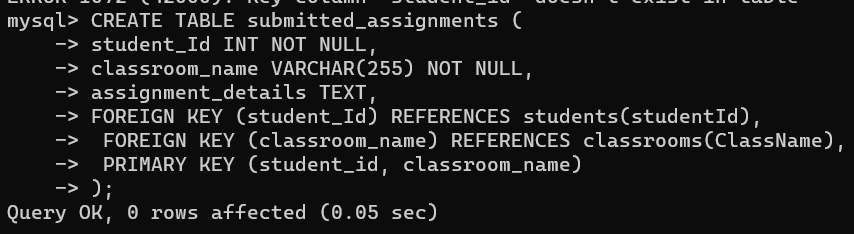 ERROR 1072 (42000): Key column 'student_id' doesn't exist in table
mysql> CREATE TABLE submitted_assignments (
    -> student_Id INT NOT NULL,
    -> classroom_name VARCHAR(255) NOT NULL,
    -> assignment_details TEXT,
    -> FOREIGN KEY (student_Id) REFERENCES students(studentId),
    ->  FOREIGN KEY (classroom_name) REFERENCES classrooms(ClassName),
    ->  PRIMARY KEY (student_id, classroom_name)
    -> );
Query OK, 0 rows affected (0.05 sec)